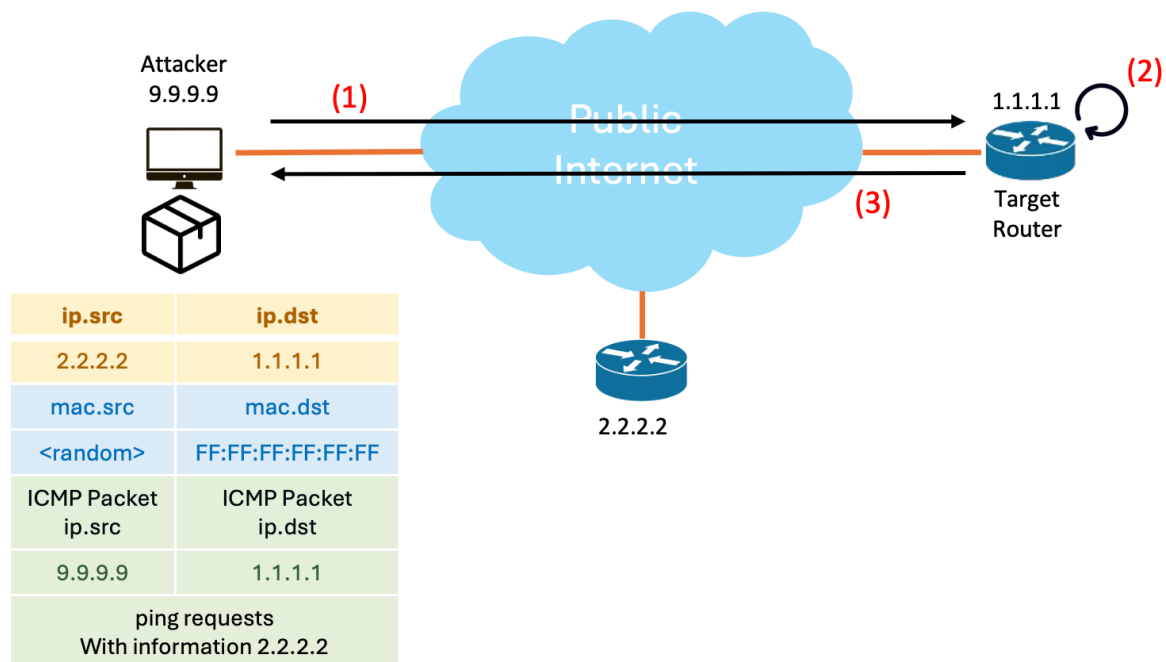 Attacker
9.9.9.9
(1)
Public
Internet
(2)
1.1.1.1
(3)
Target
Router
2.2.2.2
ip.src ip.dst
2.2.2.2 1.1.1.1
mac.src mac.dst
<random> FF:FF:FF:FF:FF:FF
ICMP Packet ICMP Packet
ip.src ip.dst
9.9.9.9 1.1.1.1
ping requests
With information 2.2.2.2